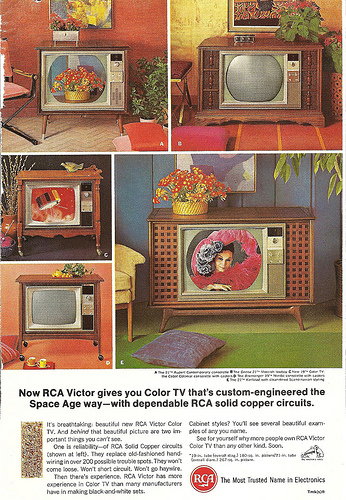 A
B
C
D
E
Now RCA Victor gives you Color TV that's custom-engineered the
Space Age way—with dependable RCA solid copper circuits.
It's breathtaking: beautiful new RCA Victor Color
TV. And behind that beautiful picture are two im-
portant things you can't see.
One is reliability—of RCA Solid Copper Circuits
(shown at left). They replace old-fashioned hand-
wiring in over 200 possible trouble spots. They won't
come loose. Won't short circuit. Won't go haywire.
Then there's experience. RCA Victor has more
experience in Color TV than many manufacturers
have in making black-and-white sets.
Cabinet styles? You'll see several beautiful exam-
ples of any you name.
See for yourself why more people own RCA Victor
Color TV than any other kind. Soon.
RCA
The Most Trusted Name in Electronics